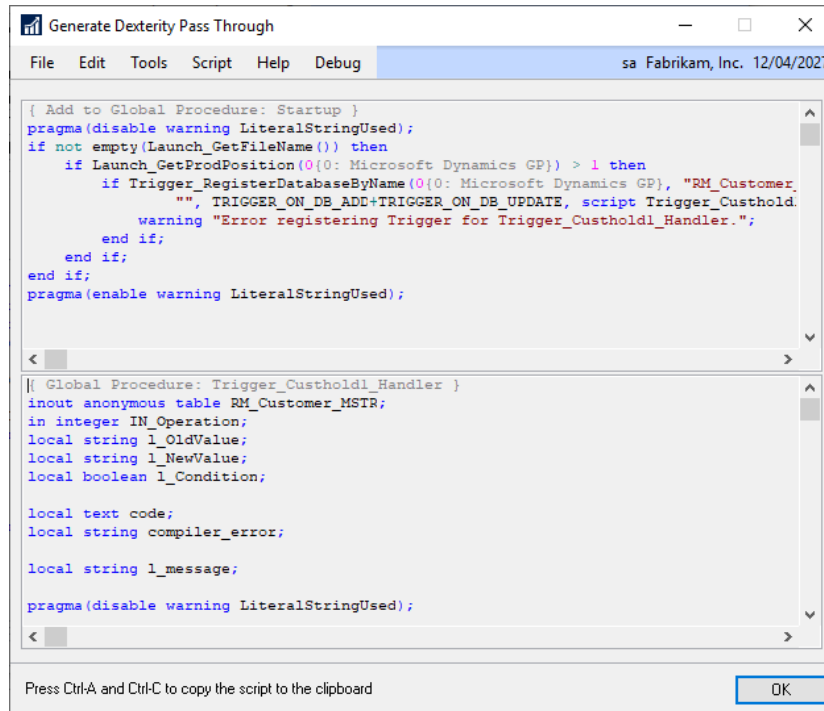 Generate Dexterity Pass Through
File Edit Tools Script Help Debug sa Fabrikam, Inc. 12/04/2027
{ Add to Global Procedure: Startup }
pragma(disable warning LiteralStringUsed);
if not empty(Launch_GetFileName()) then
if Launch_GetProdPosition(0{0: Microsoft Dynamics GP}) > 1 then
if Trigger_RegisterDatabaseByName(0{0: Microsoft Dynamics GP}, "RM_Customer_
"", TRIGGER_ON_DB_ADD+TRIGGER_ON_DB_UPDATE, script Trigger_Custhold1
warning "Error registering Trigger for Trigger_Custhold1_Handler.";
end if;
end if;
end if;
pragma(enable warning LiteralStringUsed);
{ Global Procedure: Trigger_Custhold1_Handler }
inout anonymous table RM_Customer_MSTR;
in integer IN_Operation;
local string l_OldValue;
local string l_NewValue;
local boolean l_Condition;
local text code;
local string compiler_error;
local string l_message;
pragma(disable warning LiteralStringUsed);
Press Ctrl-A and Ctrl-C to copy the script to the clipboard
OK